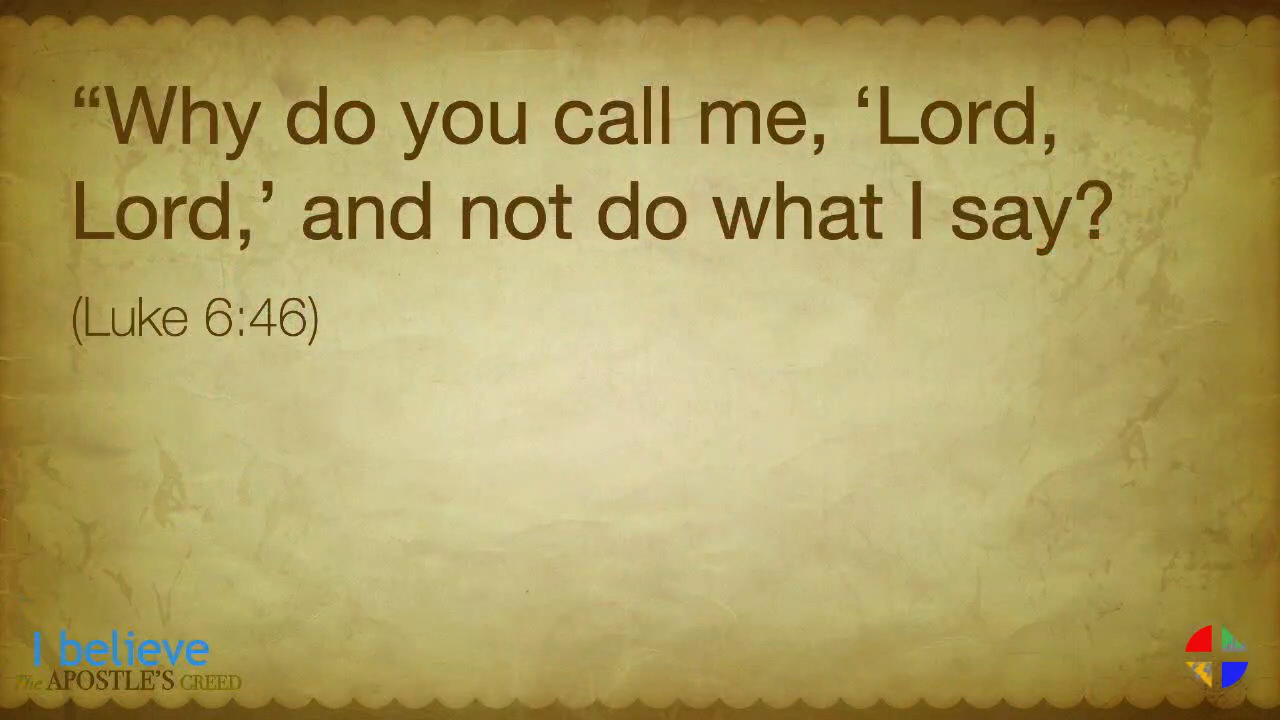 “Why do you call me, ‘Lord,
Lord,’ and not do what I say?
(Luke 6:46)
I believe
The APOSTLE’S CREED